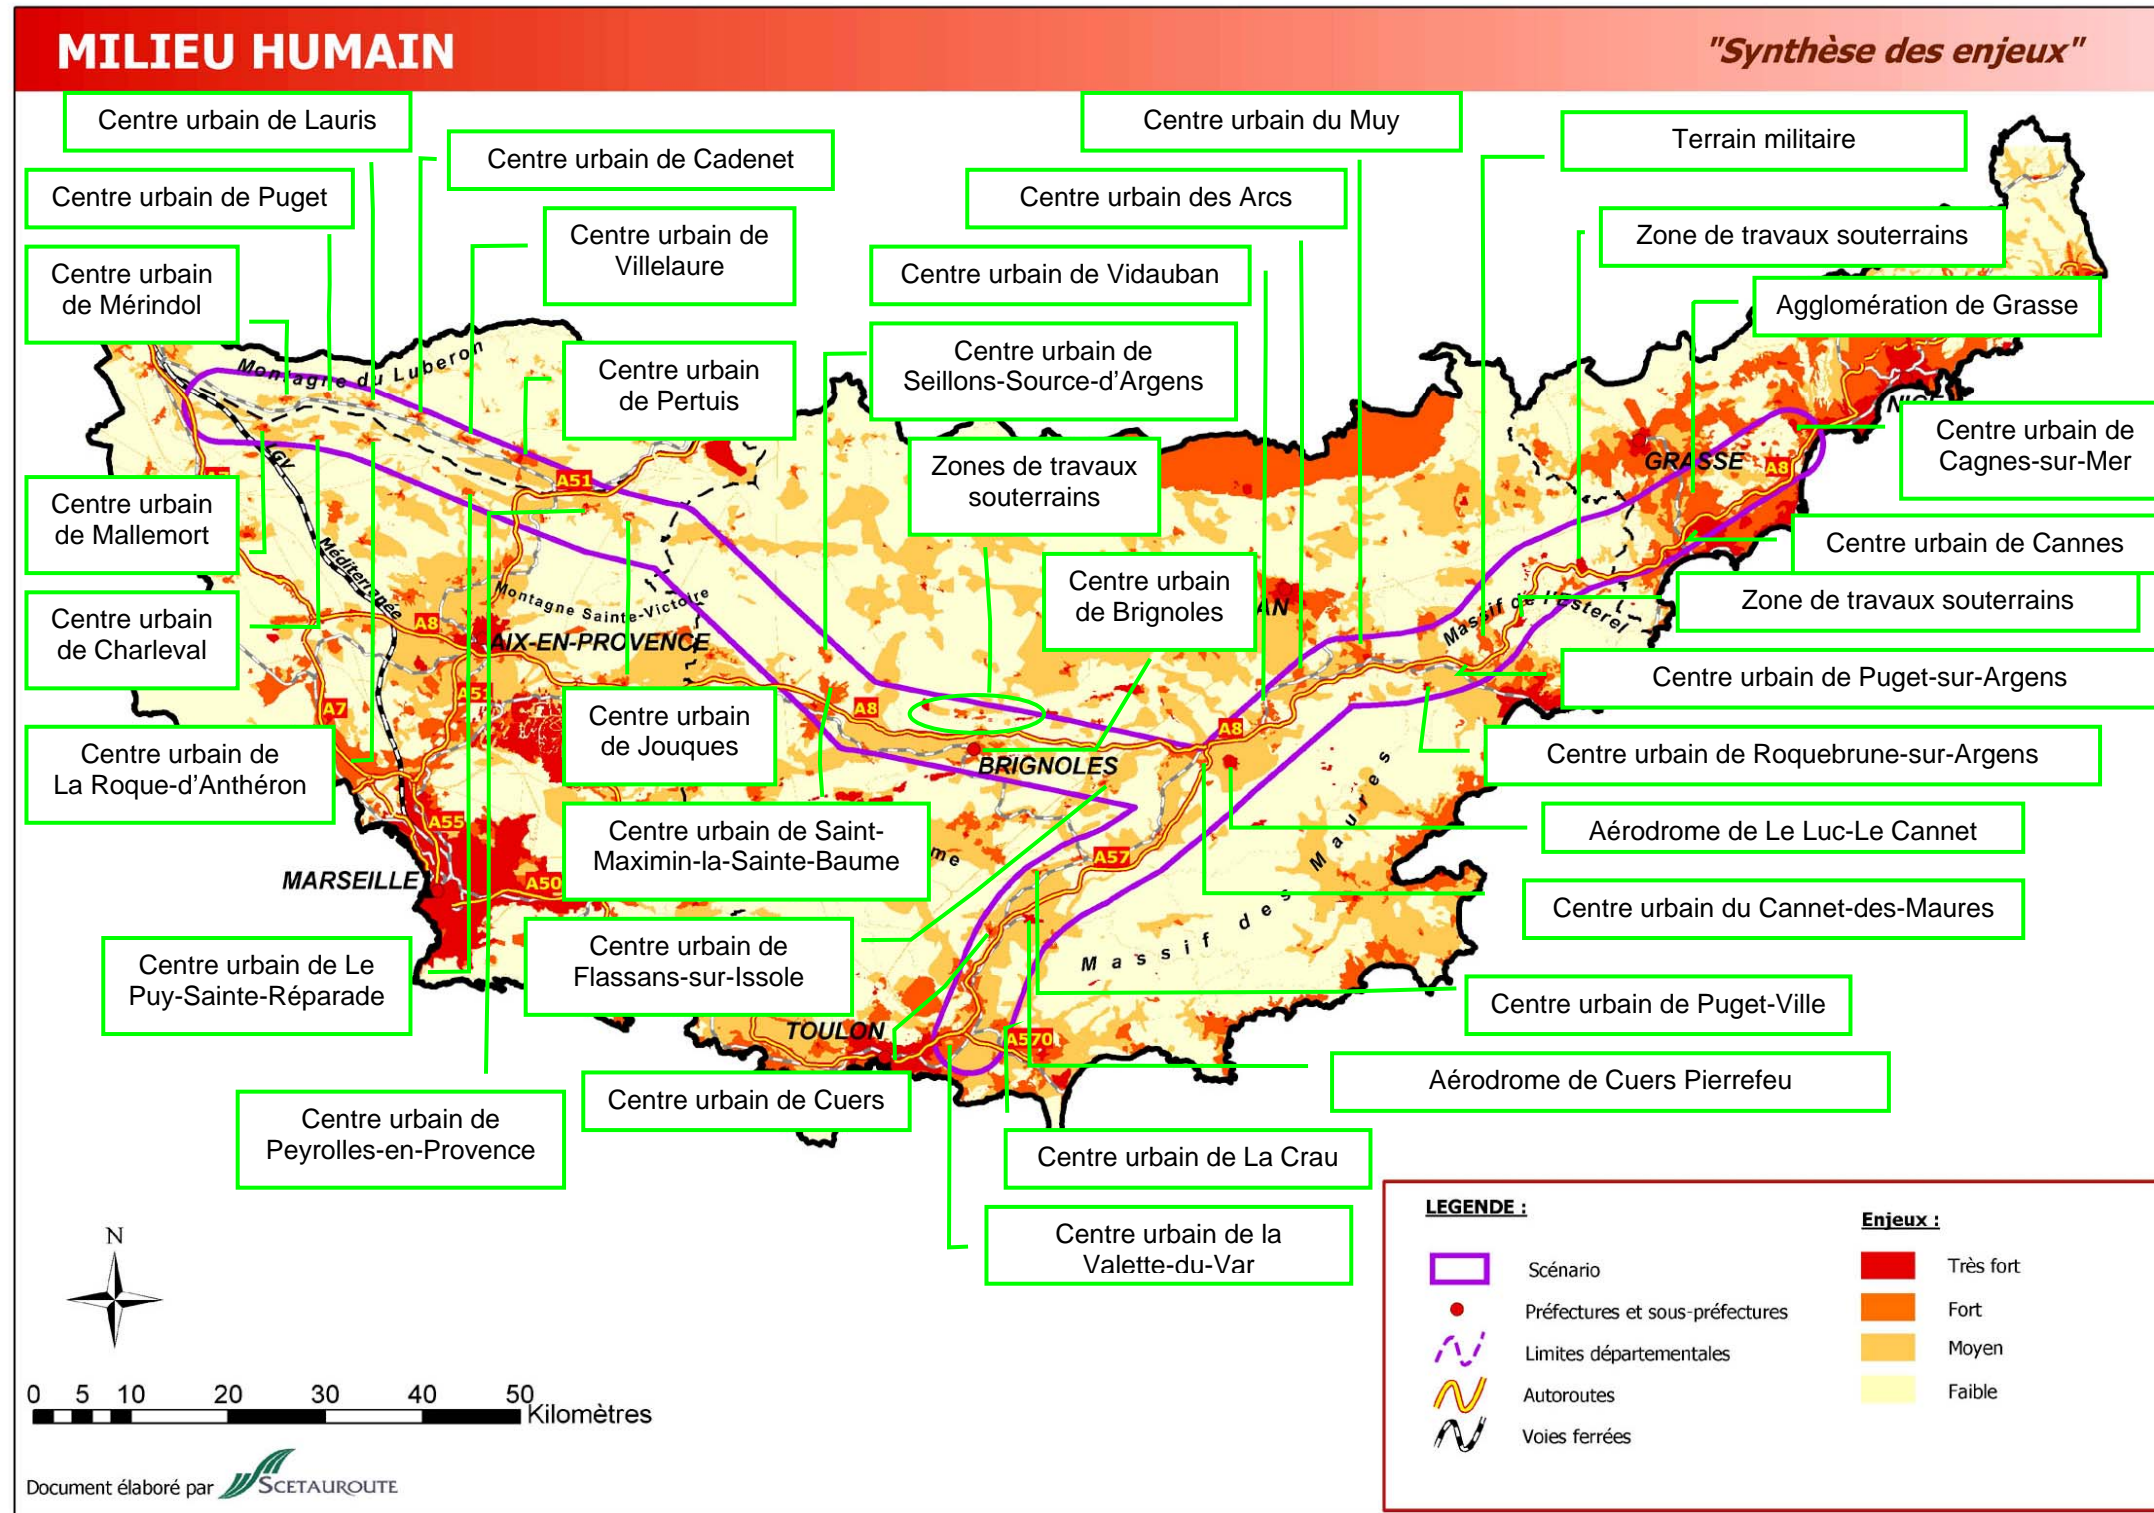 MILIEU HUMAIN
"Synthèse des enjeux"
Centre urbain de Lauris
Centre urbain de Cadenet
Centre urbain du Muy
Terrain militaire
Centre urbain de Puget
Centre urbain des Arcs
Centre urbain de
Villelaure
Zone de travaux souterrains
Centre urbain
de Mérindol
Centre urbain de Vidauban
Agglomération de Grasse
Montagne du Luberon
Centre urbain
de Pertuis
Centre urbain de
Seillons-Source-d'Argens
NICE
Centre urbain de
Cagnes-sur-Mer
GRASSE
A8
Zones de travaux
souterrains
LGV
Méditerranée
A51
Centre urbain
de Mallemort
Centre urbain de Cannes
Centre urbain
de Brignoles
Zone de travaux souterrains
Montagne Sainte-Victoire
Massif de l'Esterel
AN
Centre urbain
de Charleval
A8
AIX-EN-PROVENCE
Centre urbain de Puget-sur-Argens
A51
A7
A8
A8
Centre urbain
de Jouques
Centre urbain de
La Roque-d'Anthéron
BRIGNOLES
Centre urbain de Roquebrune-sur-Argens
A55
Centre urbain de Saint-
Maximin-la-Sainte-Baume
me
Aérodrome de Le Luc-Le Cannet
A57
MARSEILLE
A50
Massif des Maures
Maures
Centre urbain du Cannet-des-Maures
Centre urbain de Le
Puy-Sainte-Réparade
Centre urbain de
Flassans-sur-Issole
Centre urbain de Puget-Ville
TOULON
A570
Aérodrome de Cuers Pierrefeu
Centre urbain de Cuers
Centre urbain de
Peyrolles-en-Provence
Centre urbain de La Crau
Centre urbain de la
Valette-du-Var
LEGENDE :
Scénario
Préfectures et sous-préfectures
Limites départementales
Autoroutes
Voies ferrées
Enjeux :
Très fort
Fort
Moyen
Faible
N
0 5 10 20 30 40 50
Kilomètres
Document élaboré par SCETAUROUTE